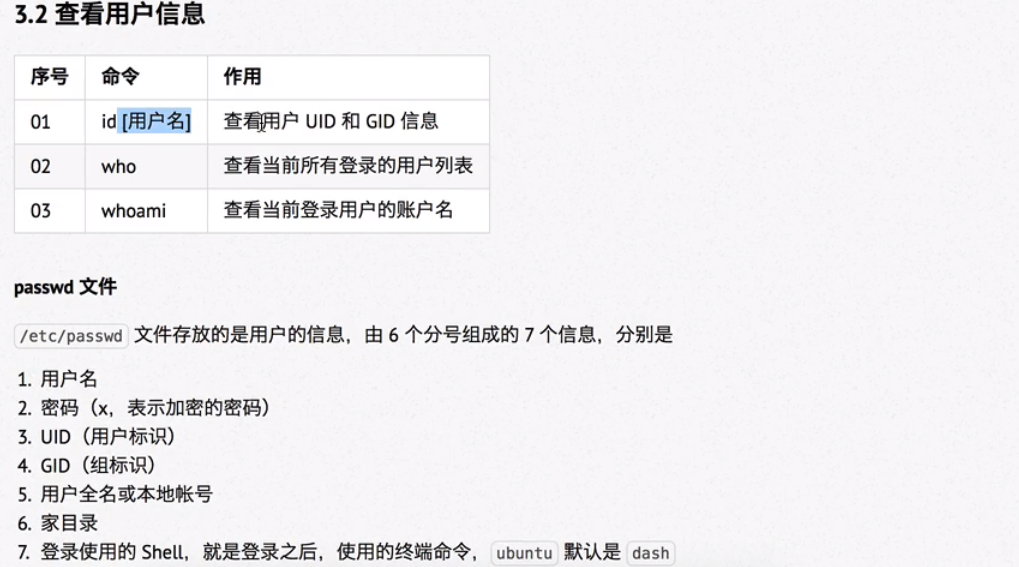 3.2 查看用户信息
序号 命令 作用
01 id [用户名] 查看用户 UID 和 GID 信息
02 who 查看当前所有登录的用户列表
03 whoami 查看当前登录用户的账户名
passwd 文件
/etc/passwd 文件存放的是用户的信息，由 6 个分号组成的 7 个信息，分别是
1. 用户名
2. 密码（x，表示加密的密码）
3. UID（用户标识）
4. GID（组标识）
5. 用户全名或本地帐号
6. 家目录
7. 登录使用的 Shell，就是登录之后，使用的终端命令，ubuntu 默认是 dash